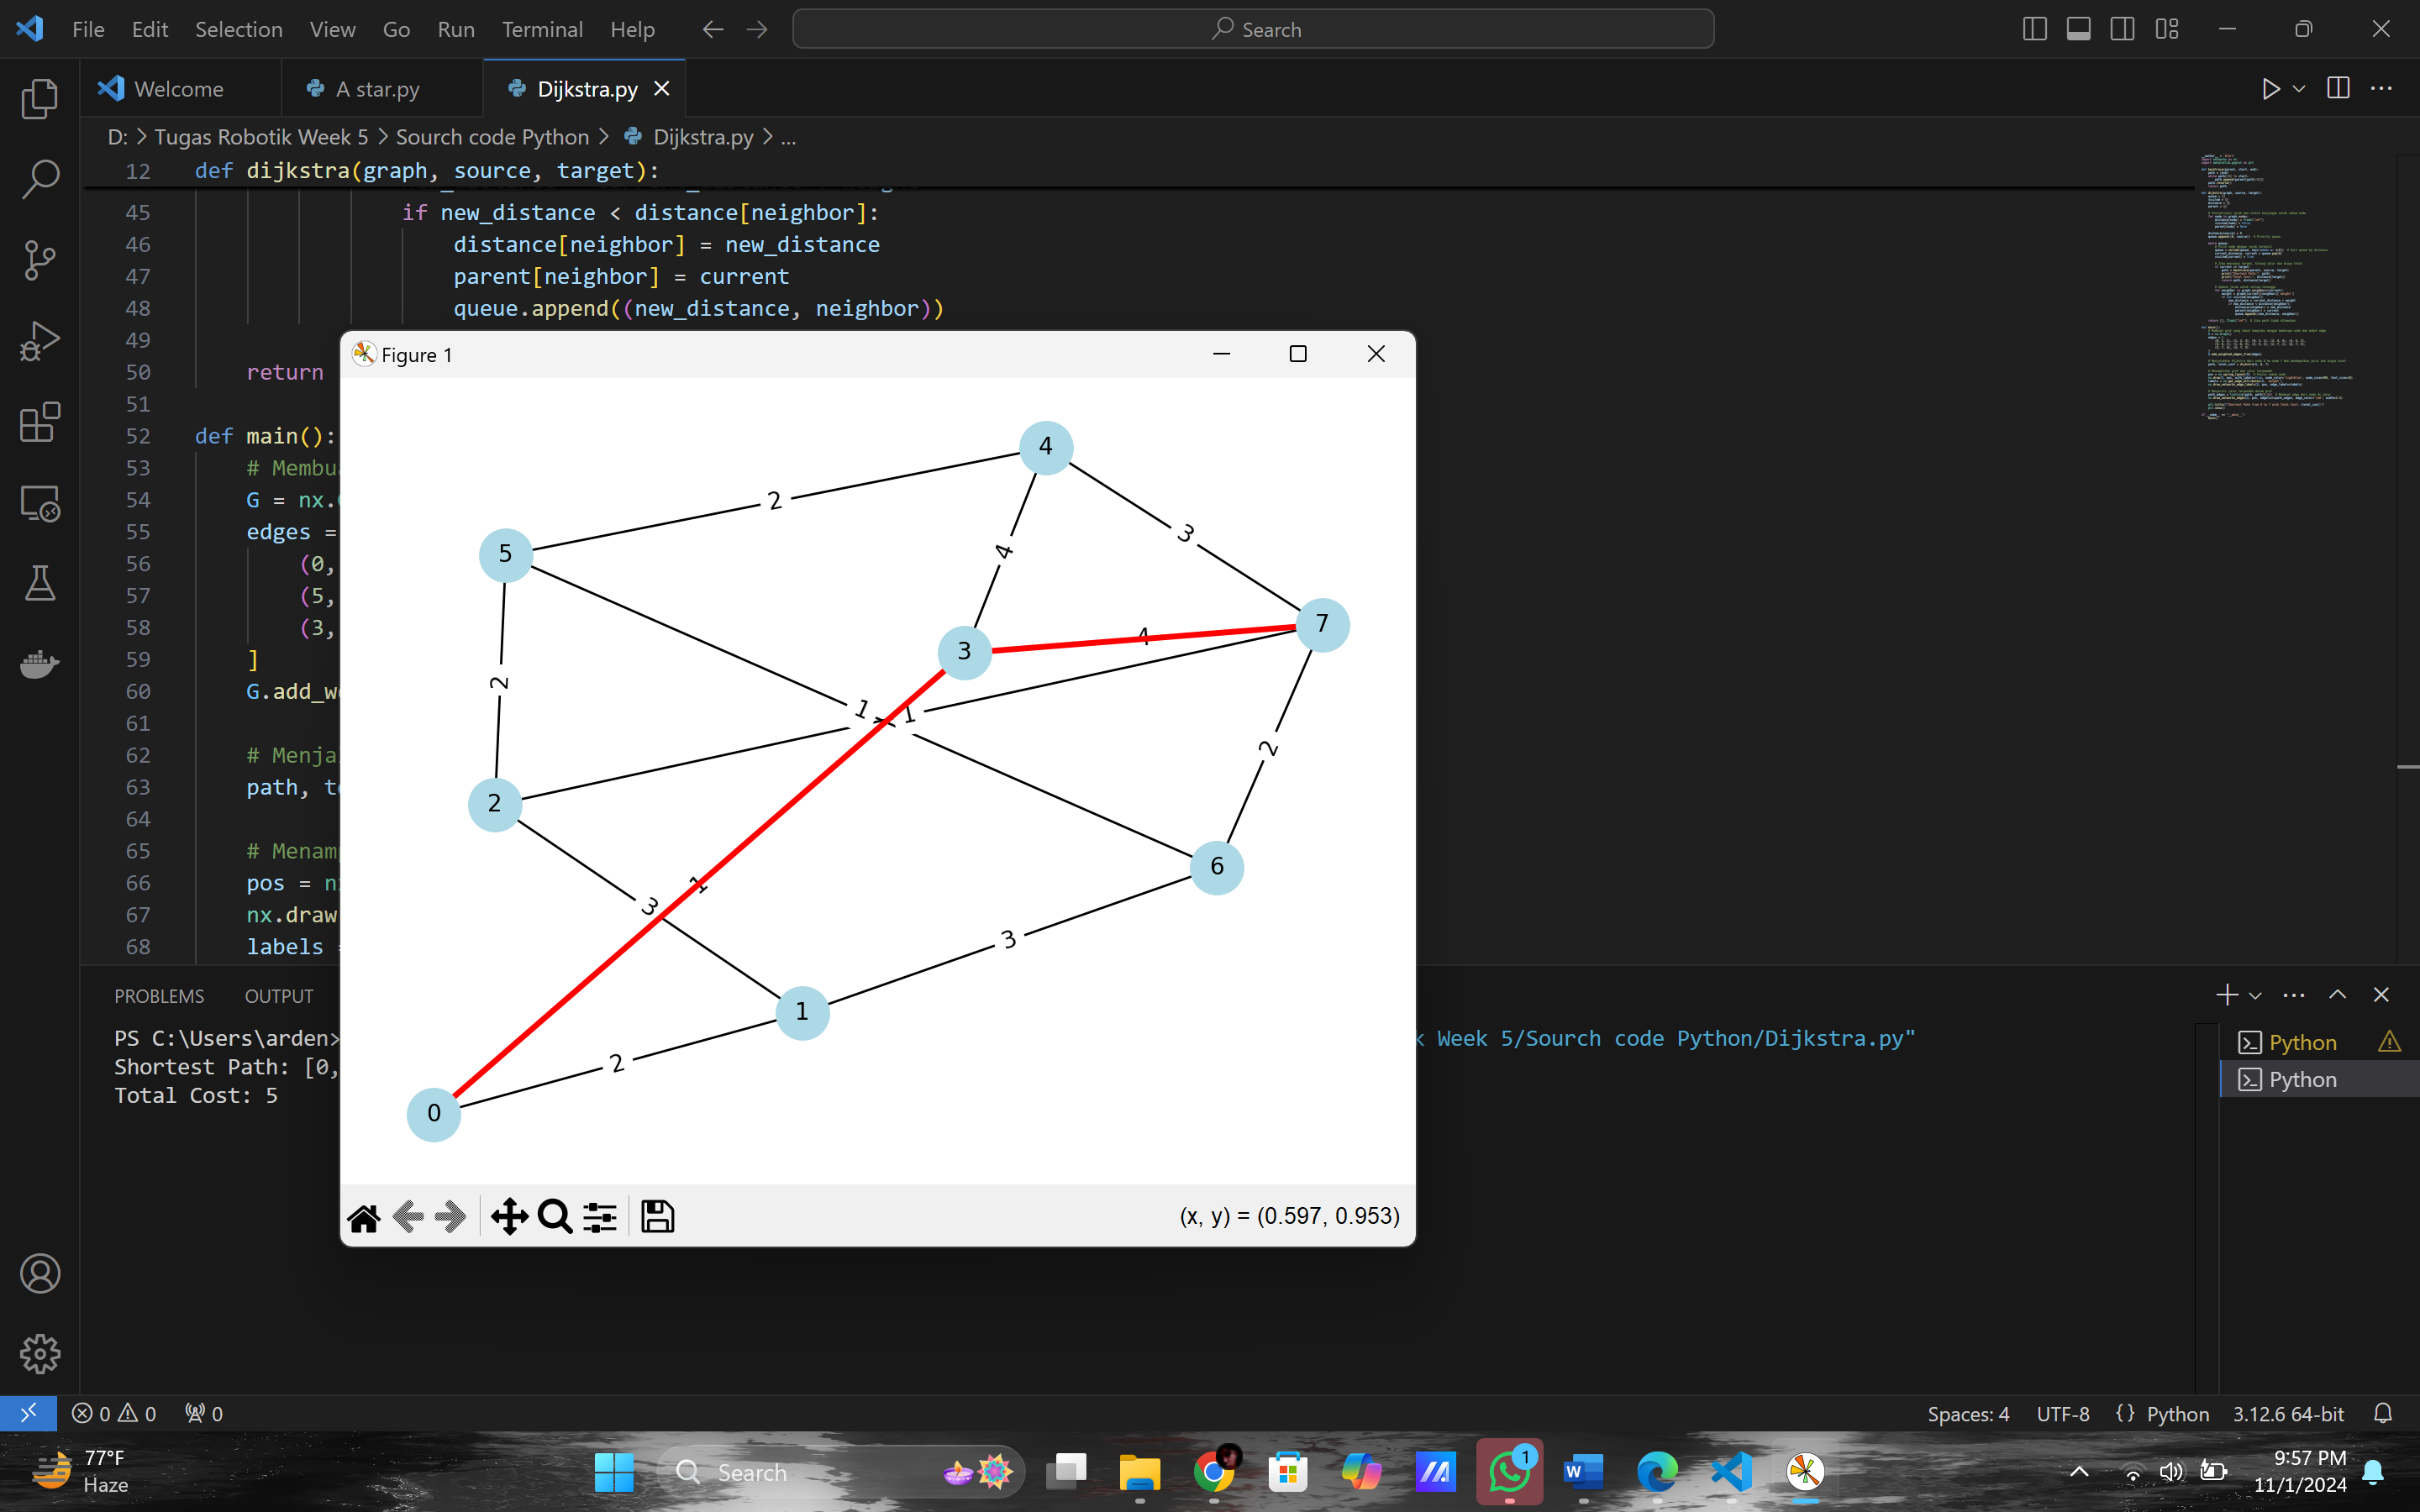 File Edit Selection View Go Run Terminal Help
Search
Welcome
A star.py
Dijkstra.py
D: > Tugas Robotik Week 5 > Sourch code Python > Dijkstra.py > ...
12 def dijkstra(graph, source, target):
45 if new_distance < distance[neighbor]:
46 distance[neighbor] = new_distance
47 parent[neighbor] = current
48 queue.append((new_distance, neighbor))
49
50 return
51
52 def main():
53 # Membua
54 G = nx.
55 edges =
56 (0,
57 (5,
58 (3,
59 ]
60 G.add_w
61
62 # Menja
63 path, t
64
65 # Menam
66 pos = n
67 nx.draw
68 labels
Figure 1
4
2
5
3
4
7
4
3
2
1
1
2
2
6
1
3
3
1
2
0
(x, y) = (0.597, 0.953)
PROBLEMS OUTPUT
PS C:\Users\arden>
Week 5/Sourch code Python/Dijkstra.py"
Shortest Path: [0,
Total Cost: 5
Python
Python
0 0 0
Spaces: 4 UTF-8 {} Python 3.12.6 64-bit
77°F
Haze
Search
1
9:57 PM
11/1/2024